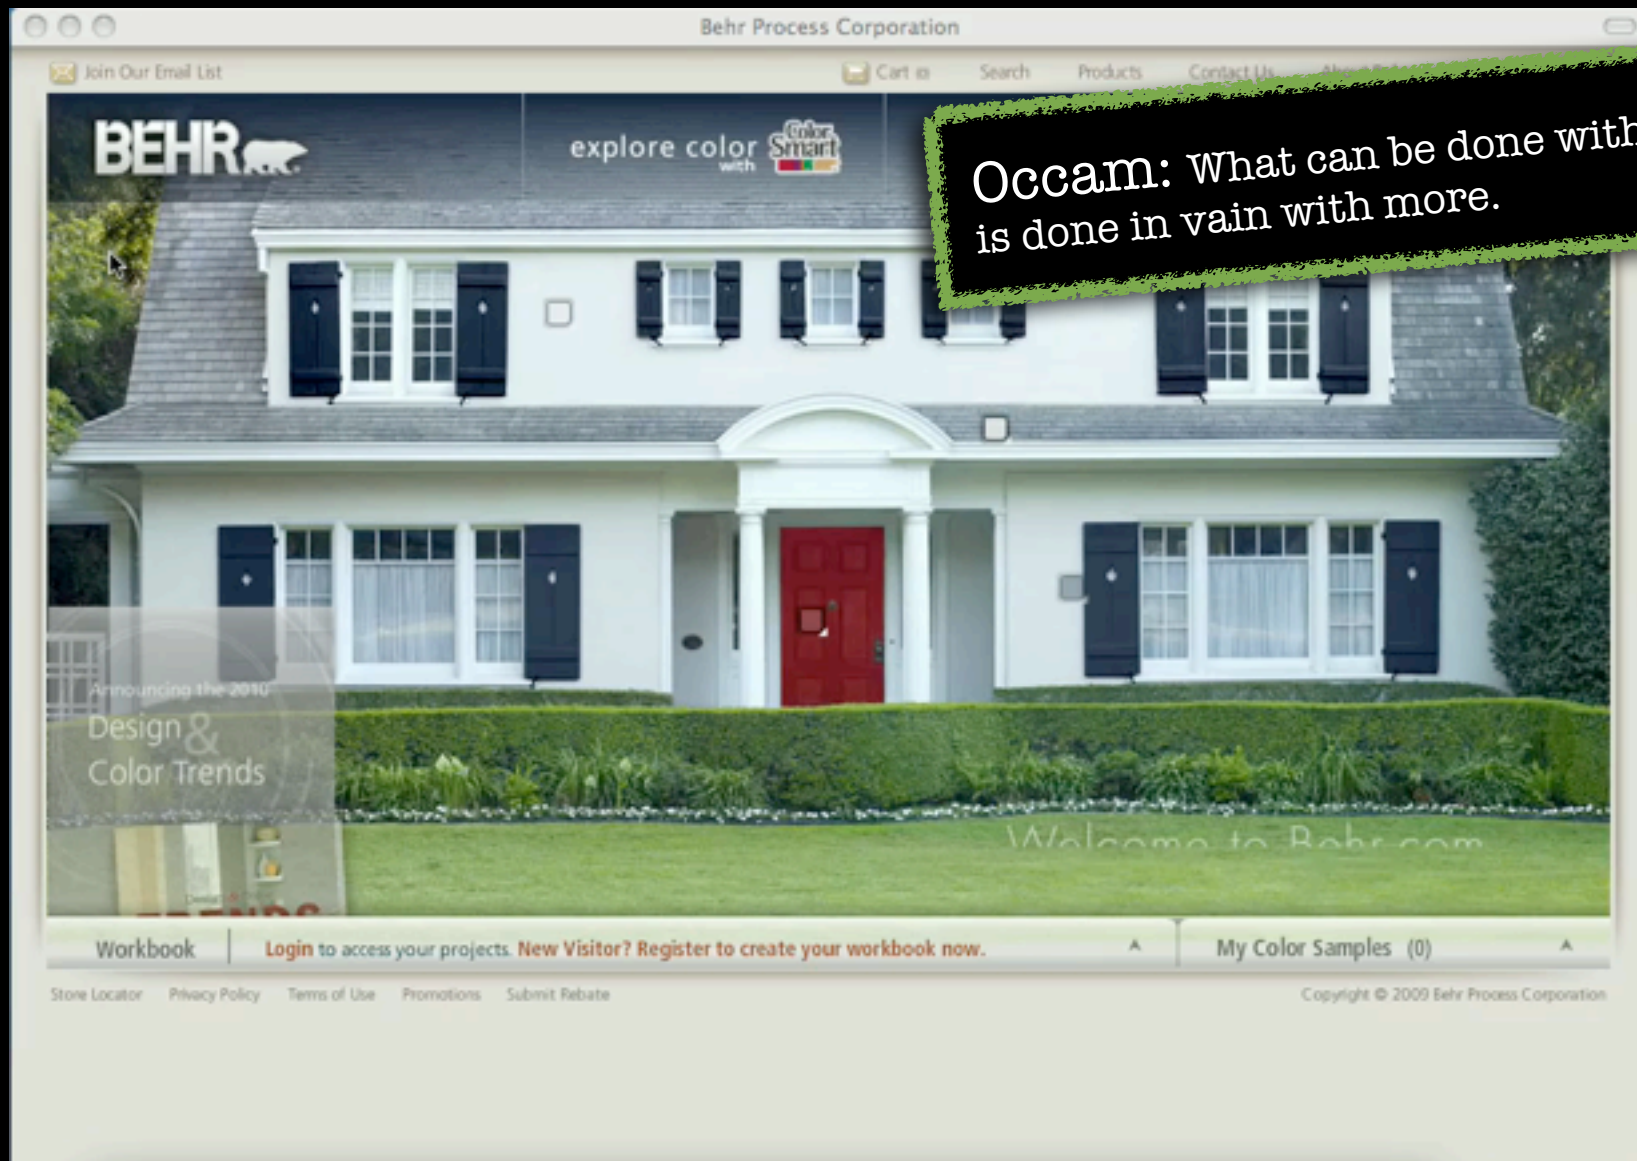 Behr Process Corporation
Join Our Email List
Cart (0) Search Products Contact Us
BEHR
explore color with Color Smart
Occam: What can be done with
is done in vain with more.
Announcing the 2010
Design &
Color Trends
TRENDS
Welcome to Behr.com
Workbook Login to access your projects. New Visitor? Register to create your workbook now. My Color Samples (0)
Store Locator Privacy Policy Terms of Use Promotions Submit Rebate Copyright © 2009 Behr Process Corporation